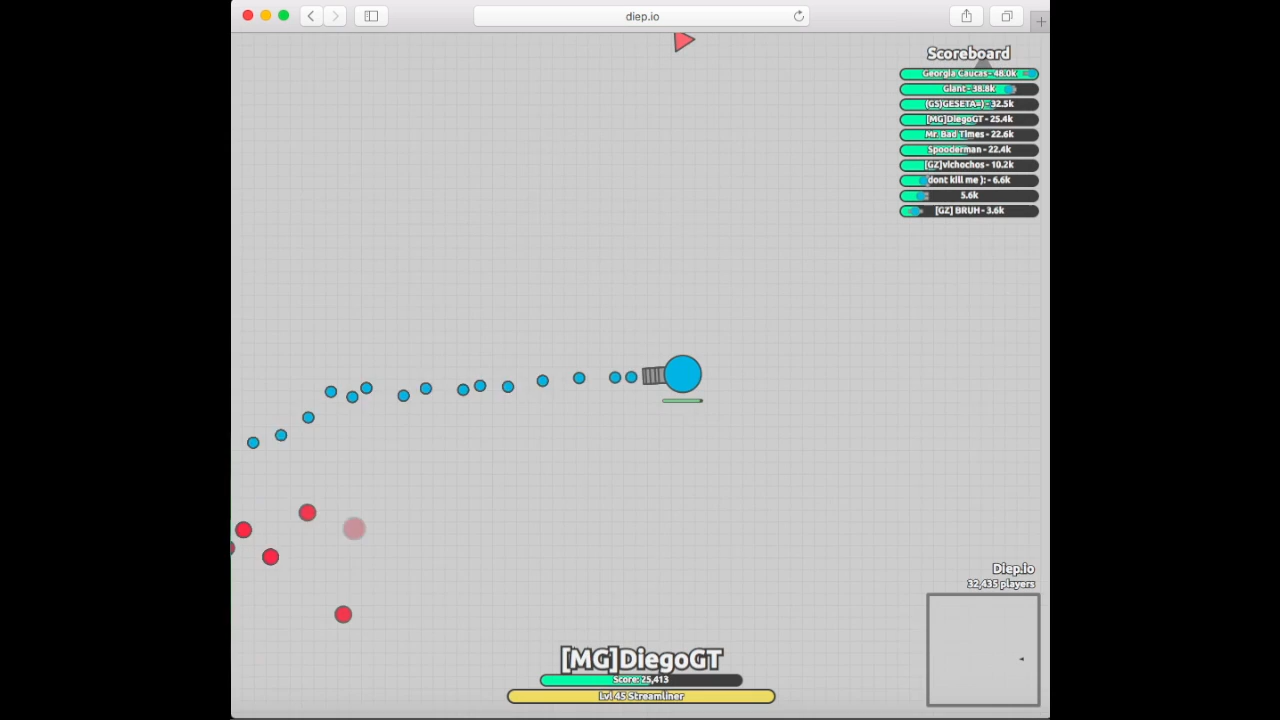 diep.io
Scoreboard
Georgia Caucas - 48.0k
Giant - 38.8k
(GS)GESETA=) - 32.5k
[MG]DiegoGT - 25.4k
Mr. Bad Times - 22.6k
Spooderman - 22.4k
[GZ]vichochos - 10.2k
dont kill me ): - 6.6k
5.6k
[GZ] BRUH - 3.6k
Diep.io
32,435 players
[MG]DiegoGT
Score: 25,413
Lvl 45 Streamliner